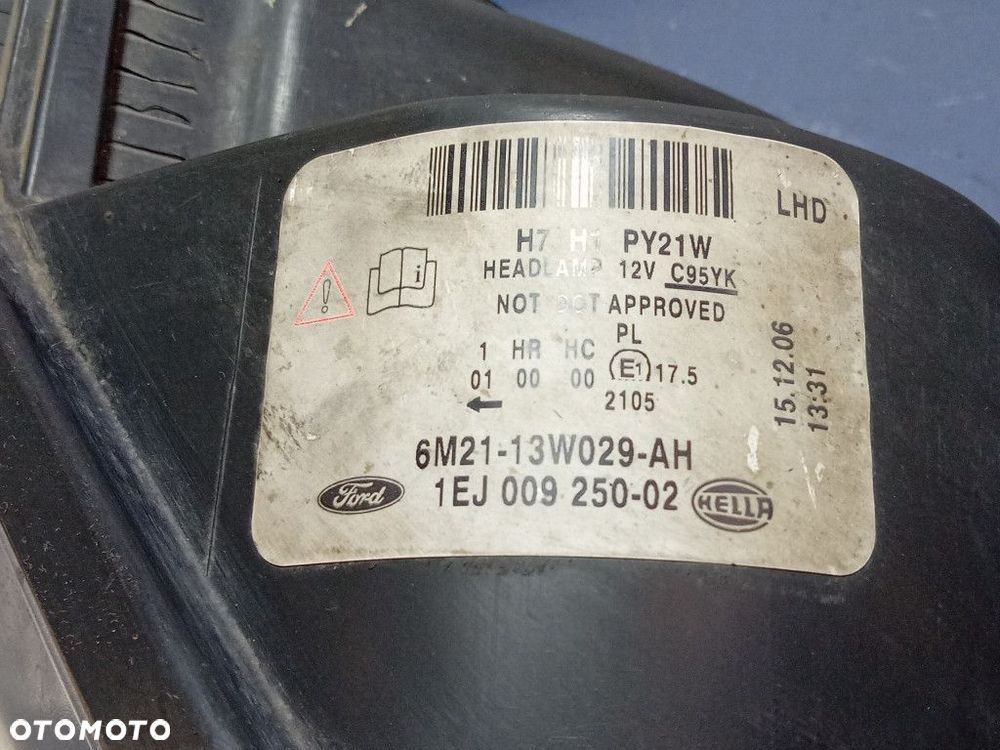 LHD
H7 H1 PY21W
HEADLAMP 12V C95YK
NOT DOT APPROVED
PL
1 HR HC E1 17.5
01 00 00
2105
15.12.06
13:31
6M21-13W029-AH
Ford 1EJ 009 250-02 HELLA
OTOMOTO